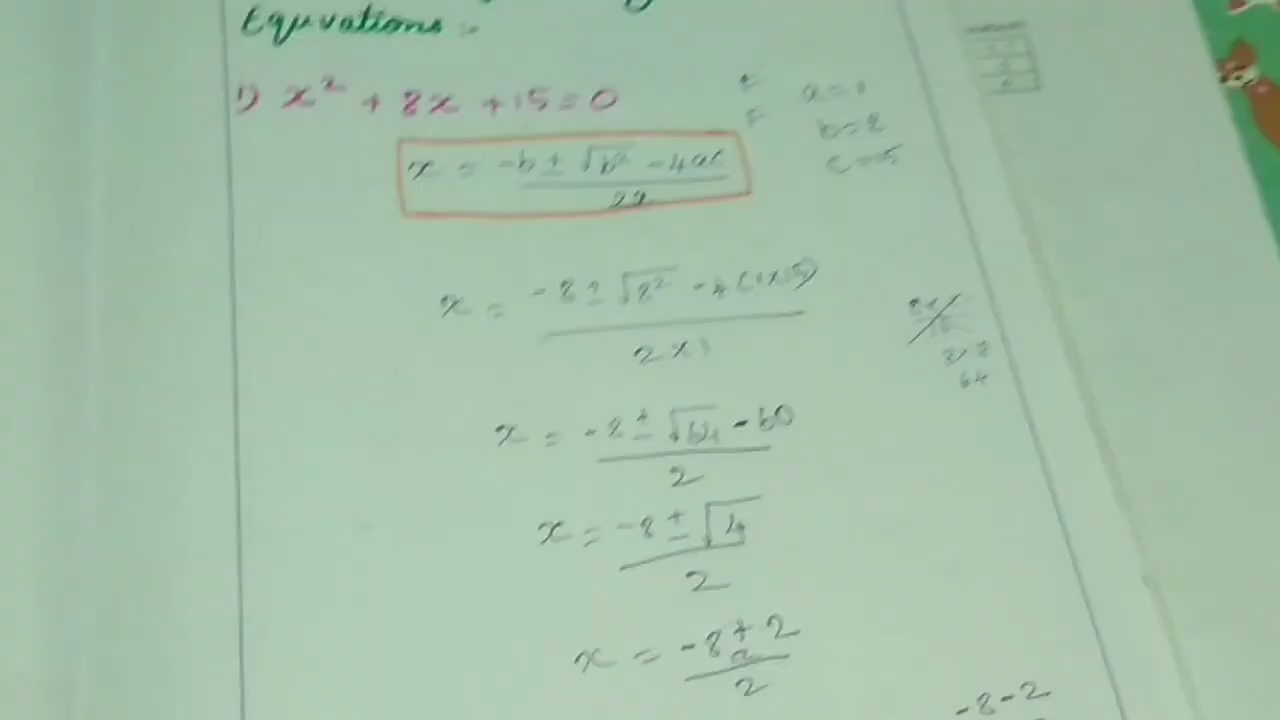 Equations :-
1) x² + 8x + 15 = 0
a = 1
b = 8
x = -b ± √b² - 4ac / 2a
x = -8 ± √8² - 4(1×15) / 2×1
8×8
64
x = -8 ± √64 - 60 / 2
x = -8 ± √4 / 2
x = -8 ± 2 / 2
-8-2